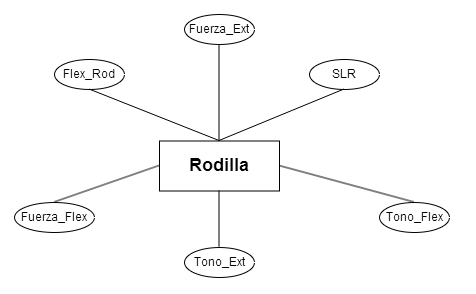 Fuerza_Ext
Flex_Rod
SLR
Rodilla
Fuerza_Flex
Tono_Flex
Tono_Ext